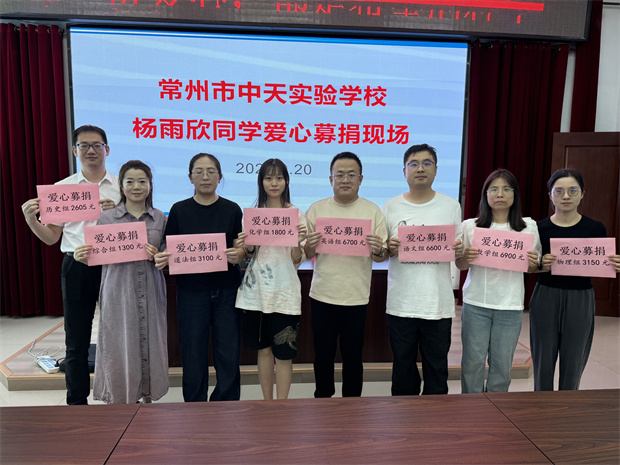 常州市中天实验学校
杨雨欣同学爱心募捐现场
爱心募捐
历史组2605元
爱心募捐
综合组1300元
爱心募捐
道法组3100元
爱心募捐
化学组1800元
爱心募捐
英语组6700元
爱心募捐
语文组6600元
爱心募捐
数学组6900元
爱心募捐
物理组3150元